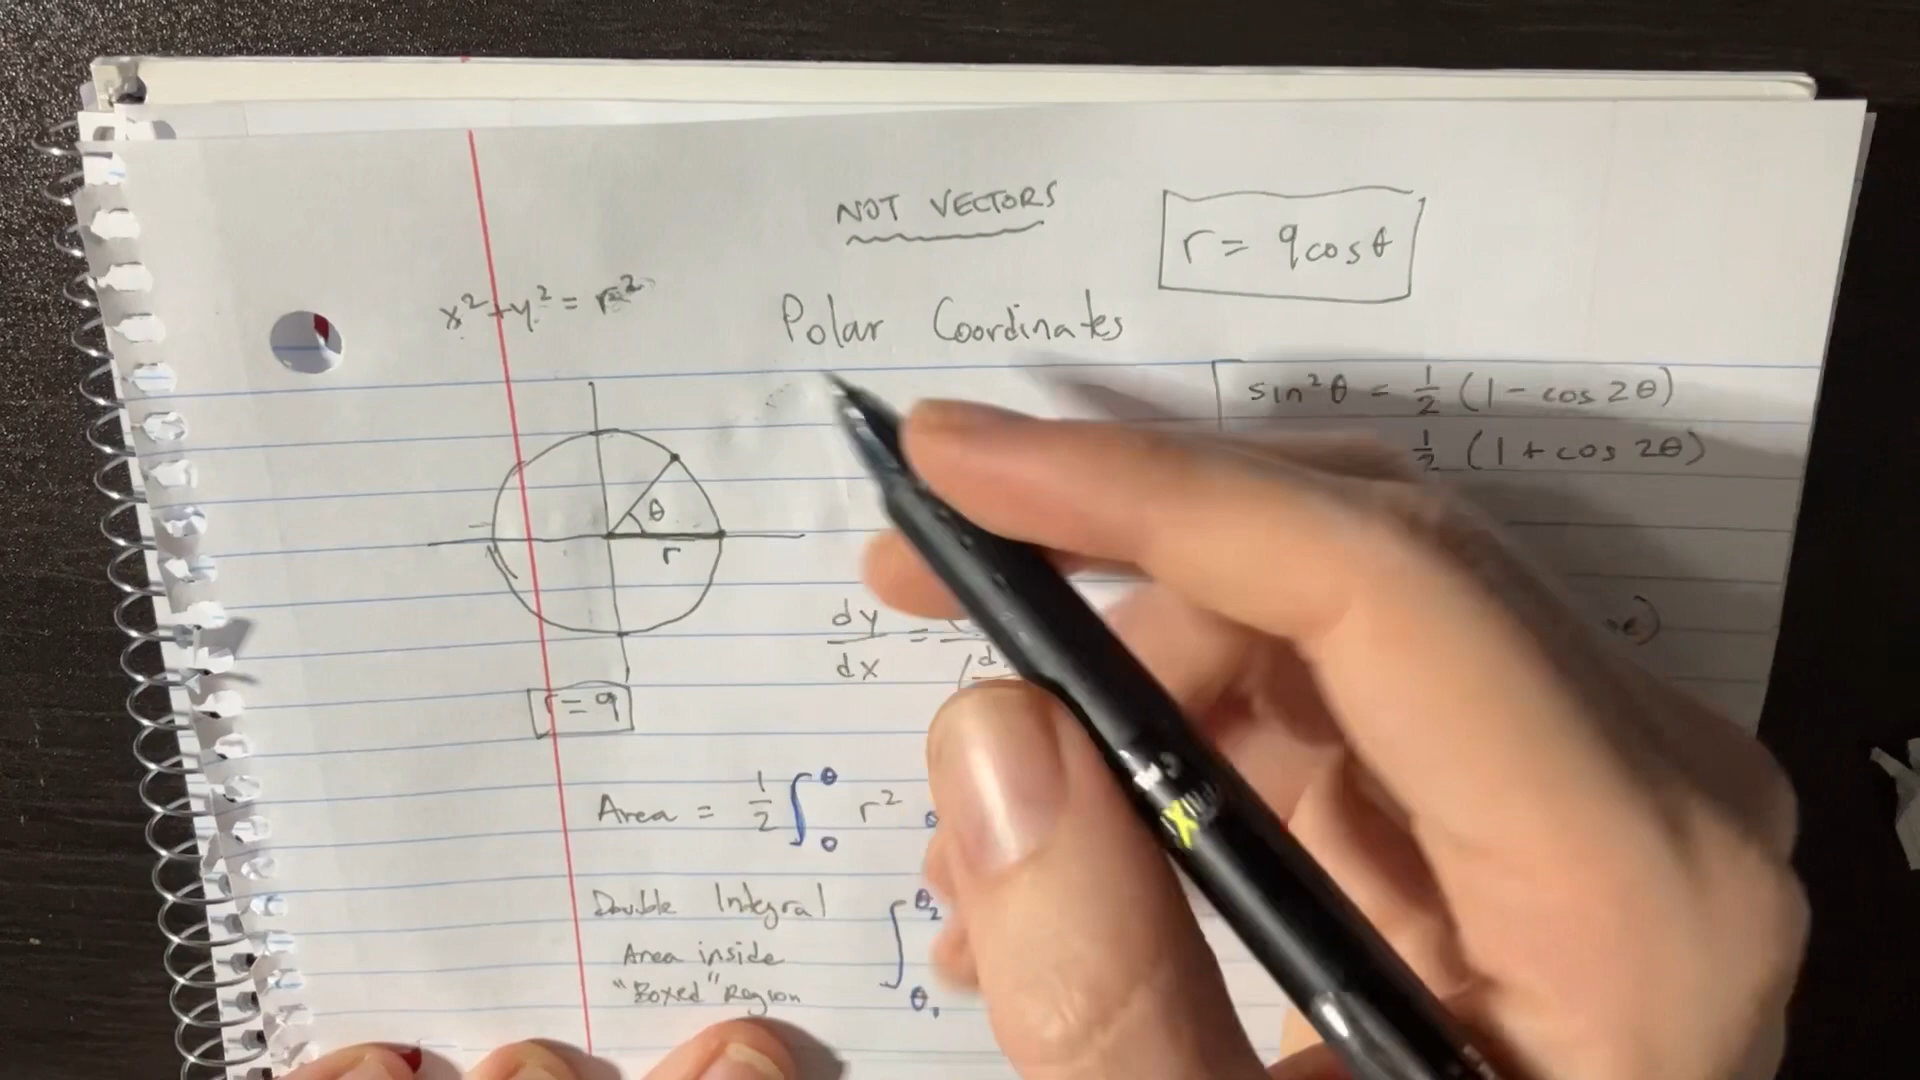 NOT VECTORS
r = 9cosθ
x²+y² = r²
Polar Coordinates
sin²θ = 1/2 (1 - cos 2θ)
1/2 (1 + cos 2θ)
θ
r
dy/dx =
r = 9
Area = 1/2 ∫₀^θ r²
Double Integral
Area inside
"Boxed" Region
∫ θ₂ θ₁